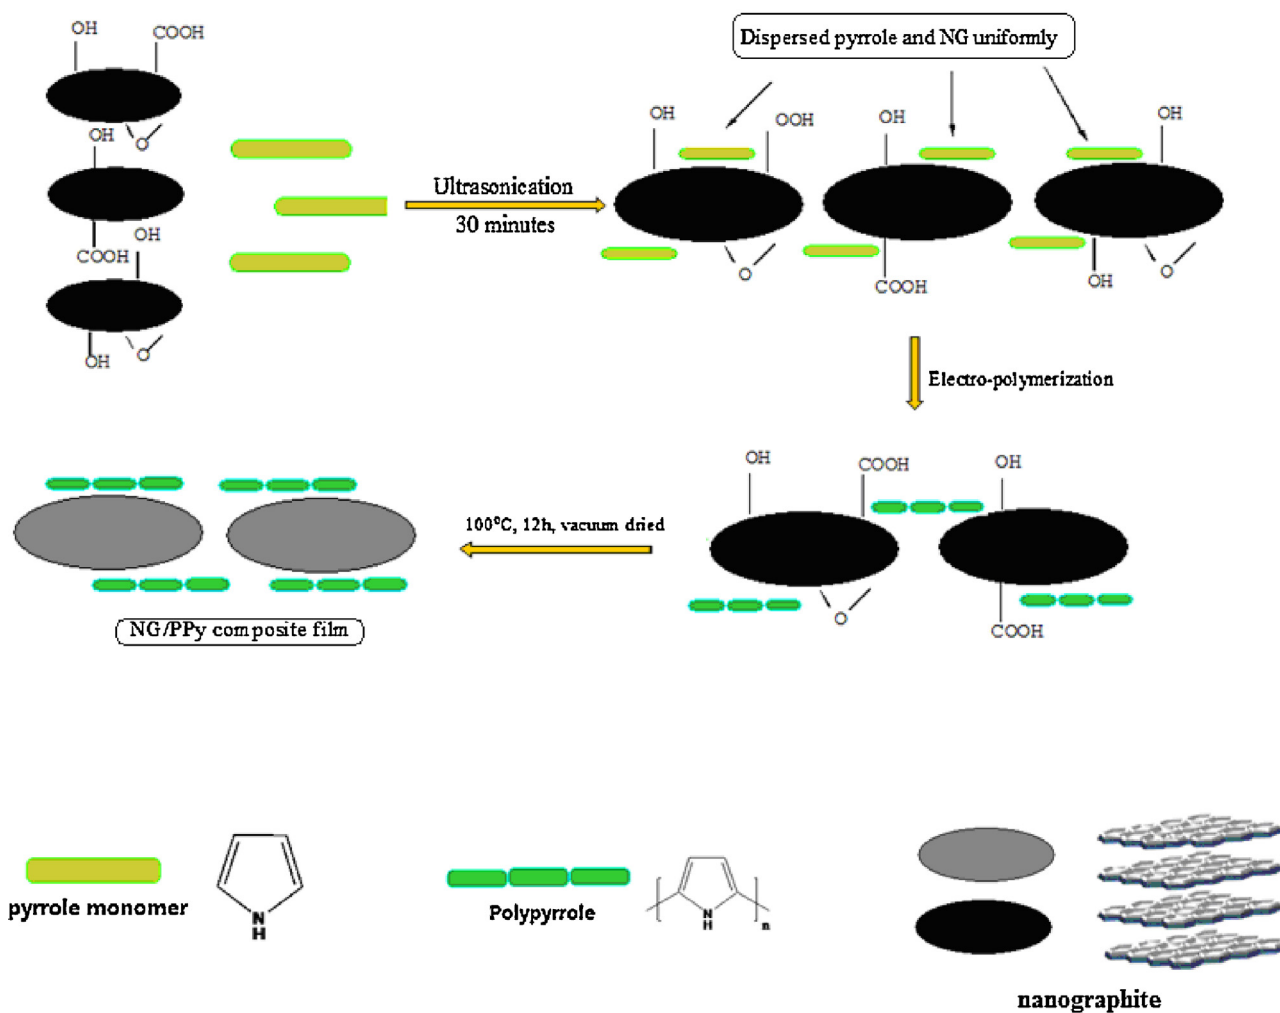 OH
COOH
OH
O
COOH
OH
OH
O
Ultrasonication
30 minutes
Dispersed pyrrole and NG uniformly
OH
OOH
OH
OH
O
COOH
OH
O
Electro-polymerization
OH
COOH
OH
O
COOH
100°C, 12h, vacuum dried
NG/PPy composite film
pyrrole monomer
N
H
Polypyrrole
N
H
n
nanographite